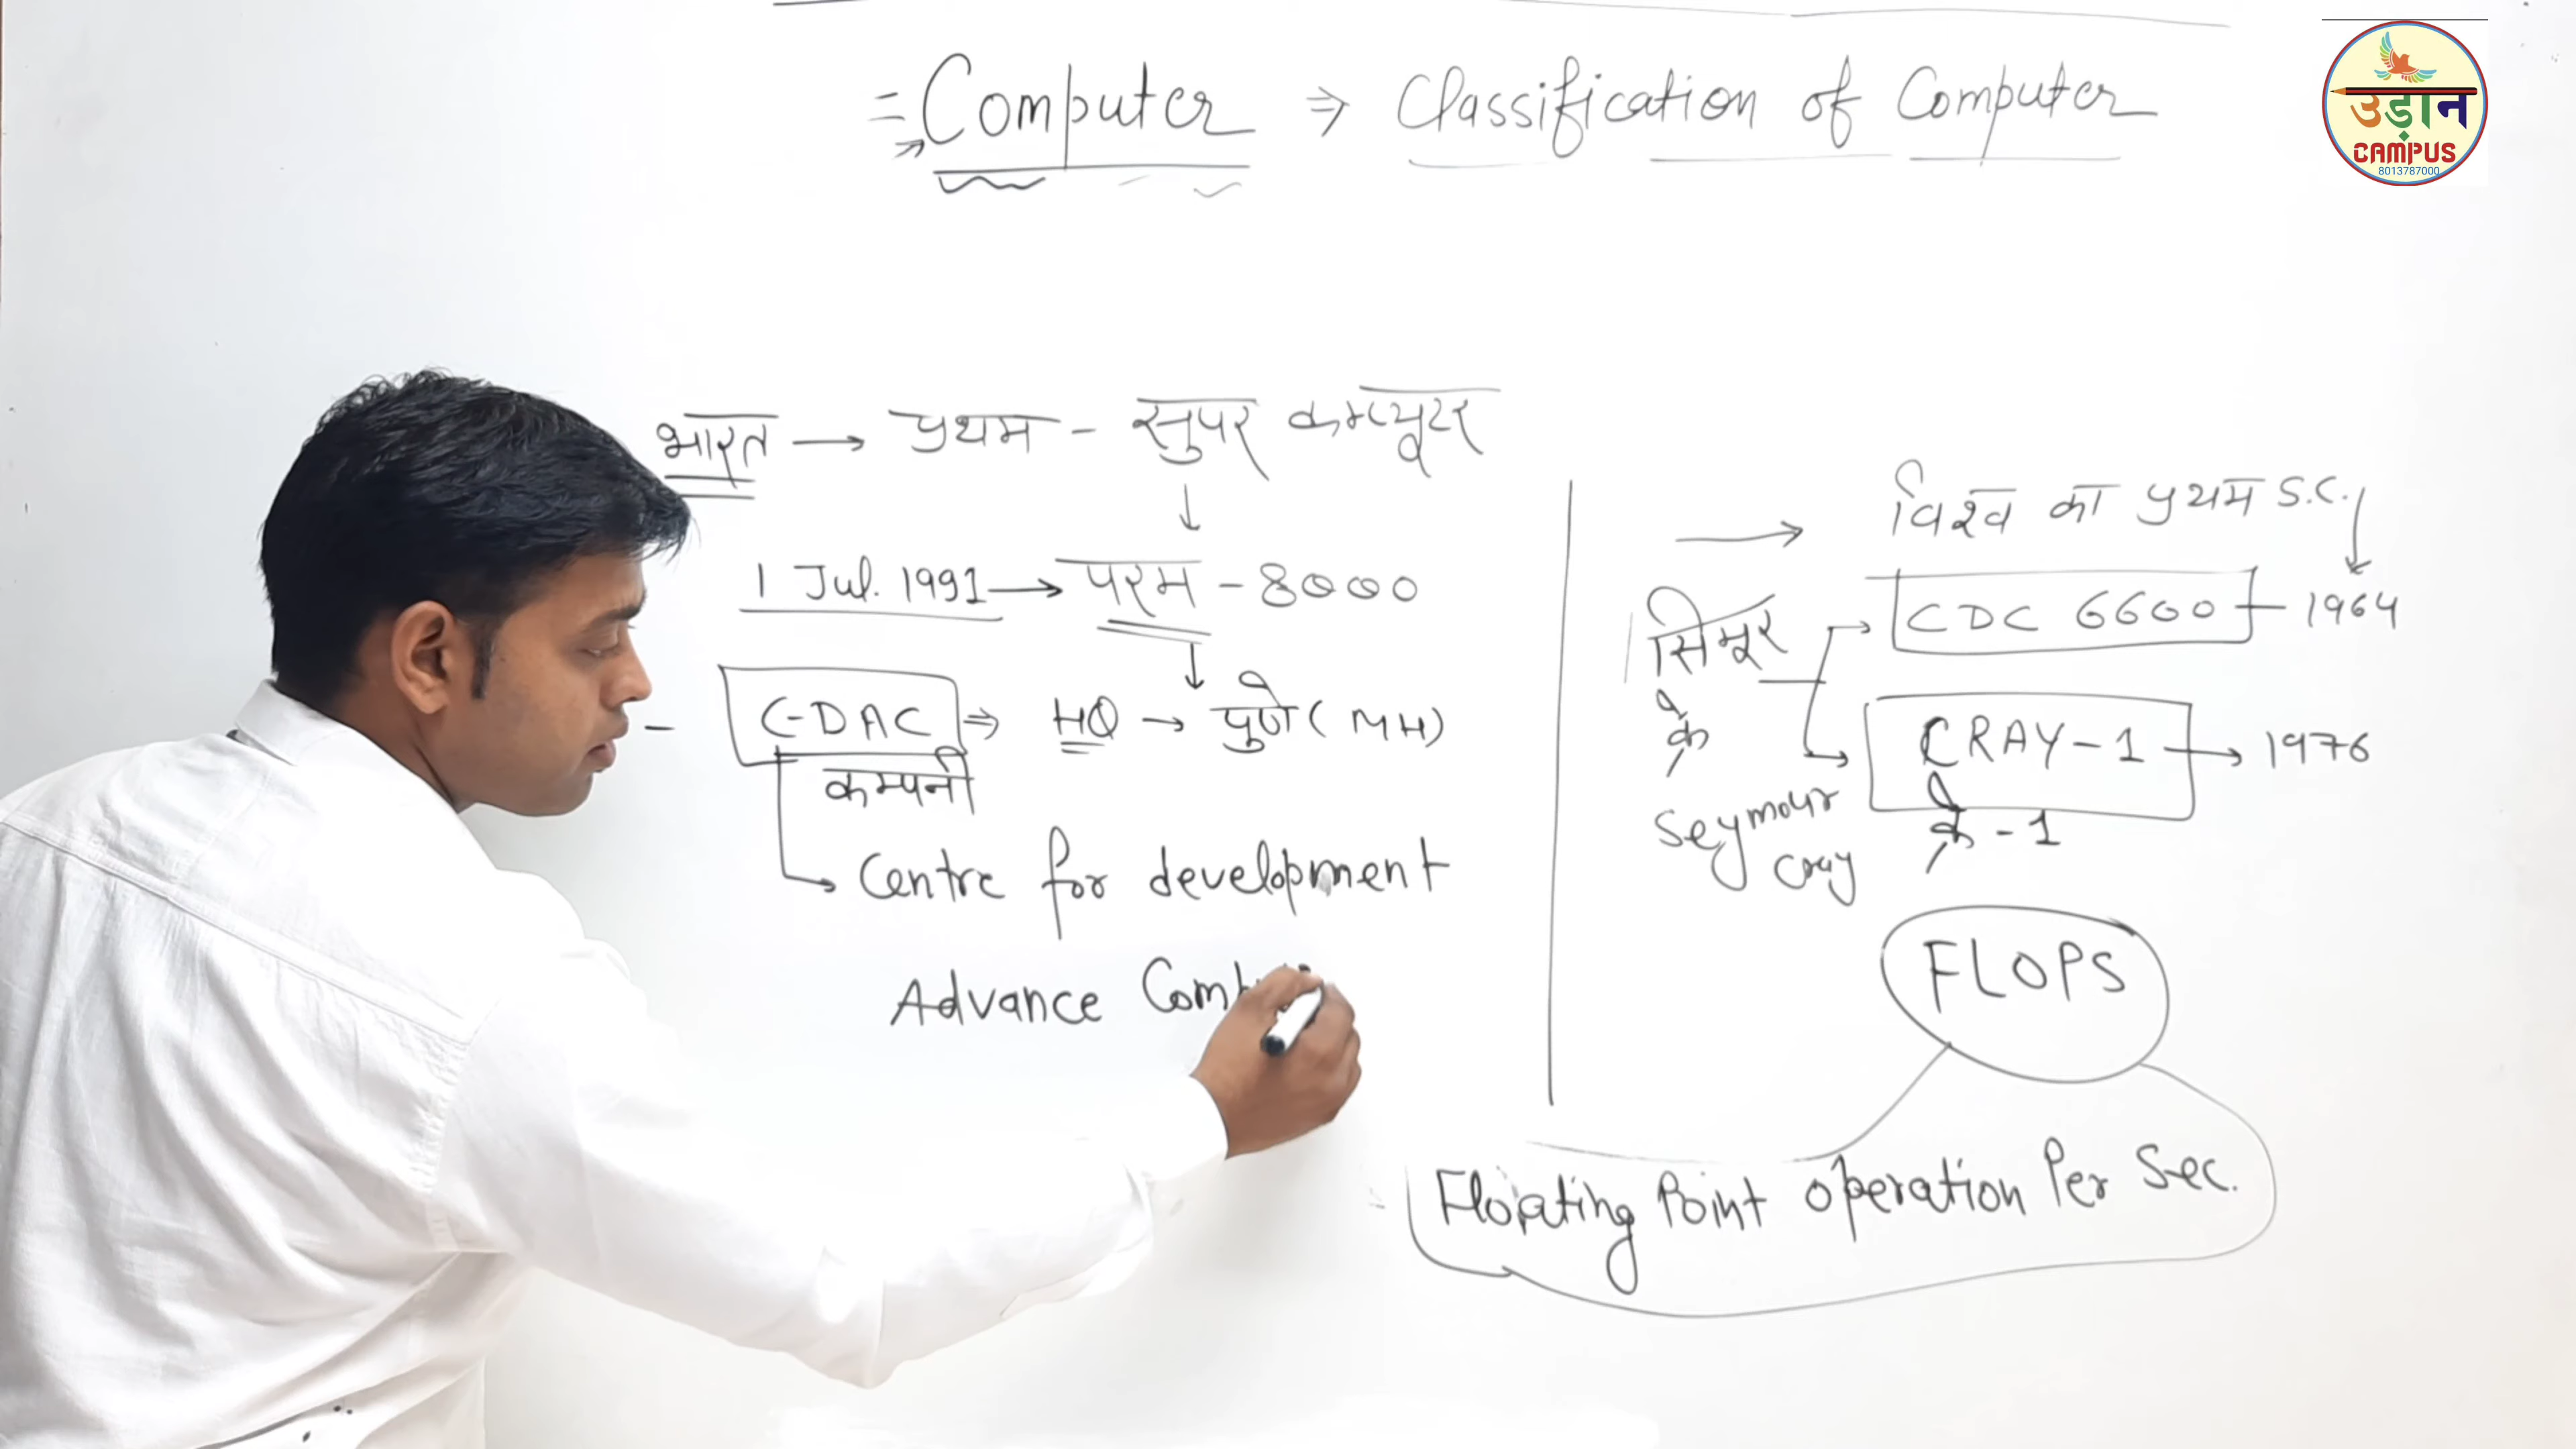 = Computer ⇒ Classification of Computer
उड़ान
CAMPUS
8013787000
भारत → प्रथम - सुपर कम्प्यूटर
↓
1 Jul. 1991 → परम - 8000
↓
- C-DAC ⇒ HQ → पुणे ( MH )
कम्पनी
Centre for development
Advance Comp
→ विश्व का प्रथम S.C.
सिमूर
क्रे
Seymour
cray
CDC 6600 - 1964
CRAY-1 → 1976
क्रे - 1
FLOPS
Floating Point operation Per Sec.